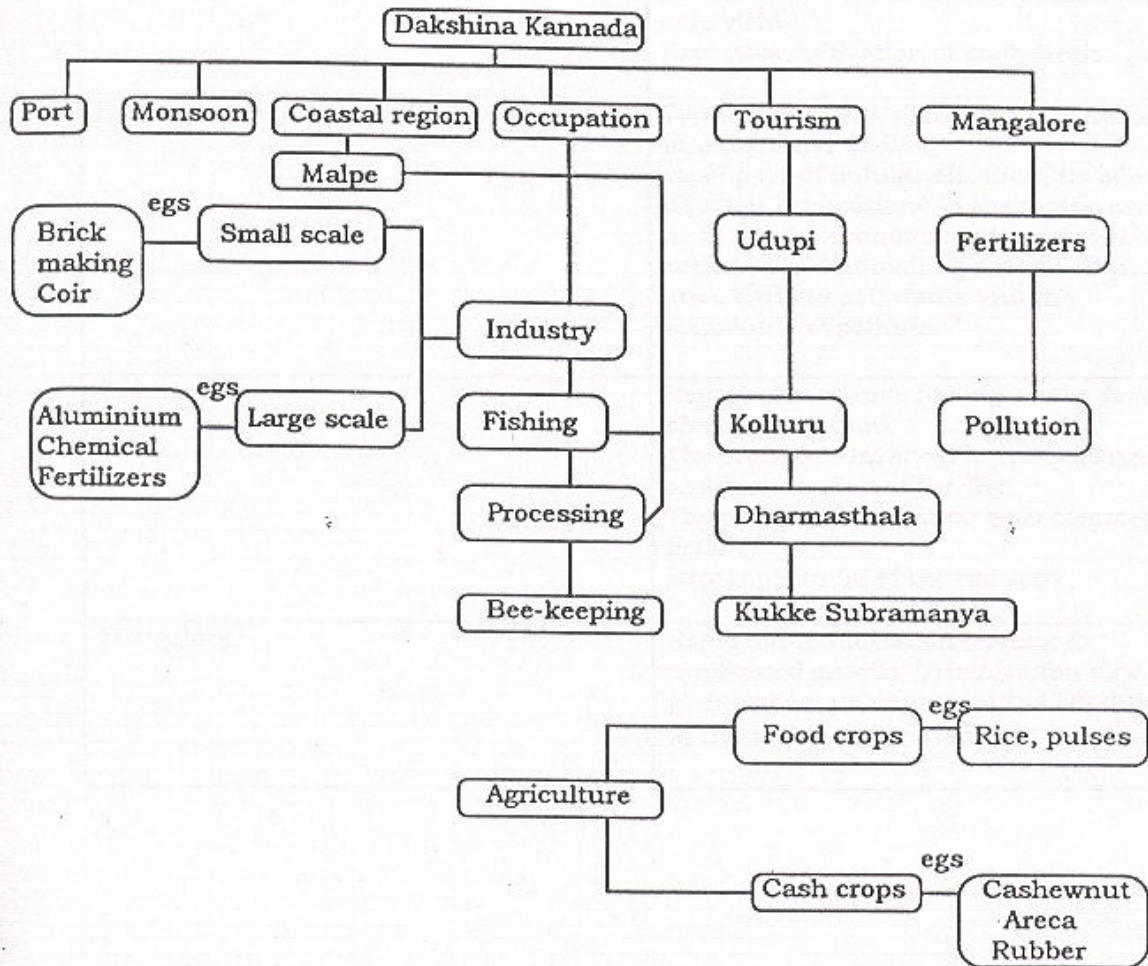 Dakshina Kannada
Port
Monsoon
Coastal region
Occupation
Tourism
Mangalore
Malpe
egs
Brick
making
Coir
Small scale
Udupi
Fertilizers
Industry
egs
Aluminium
Chemical
Fertilizers
Large scale
Fishing
Kolluru
Pollution
Processing
Dharmasthala
Bee-keeping
Kukke Subramanya
Food crops
egs
Rice, pulses
Agriculture
Cash crops
egs
Cashewnut
Areca
Rubber